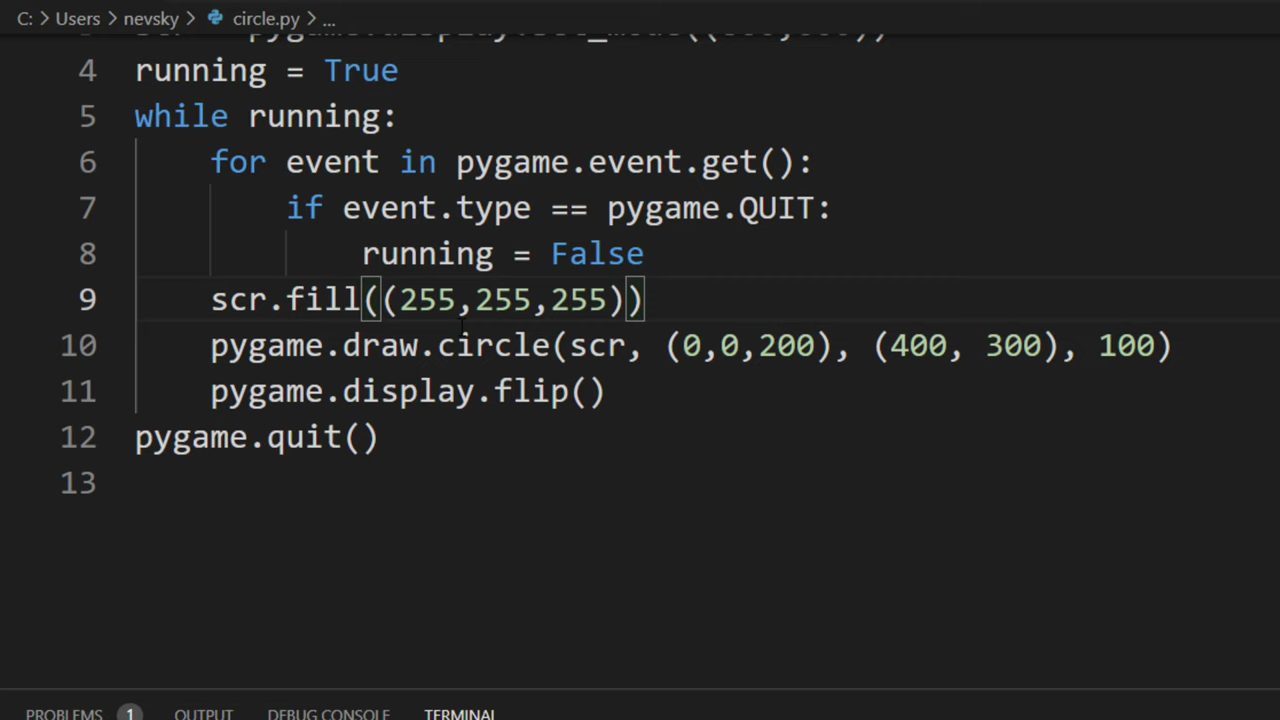 C: > Users > nevsky > circle.py > ...
4 running = True
5 while running:
6 for event in pygame.event.get():
7 if event.type == pygame.QUIT:
8 running = False
9 scr.fill((255,255,255))
10 pygame.draw.circle(scr, (0,0,200), (400, 300), 100)
11 pygame.display.flip()
12 pygame.quit()
13
PROBLEMS 1 OUTPUT DEBUG CONSOLE TERMINAL